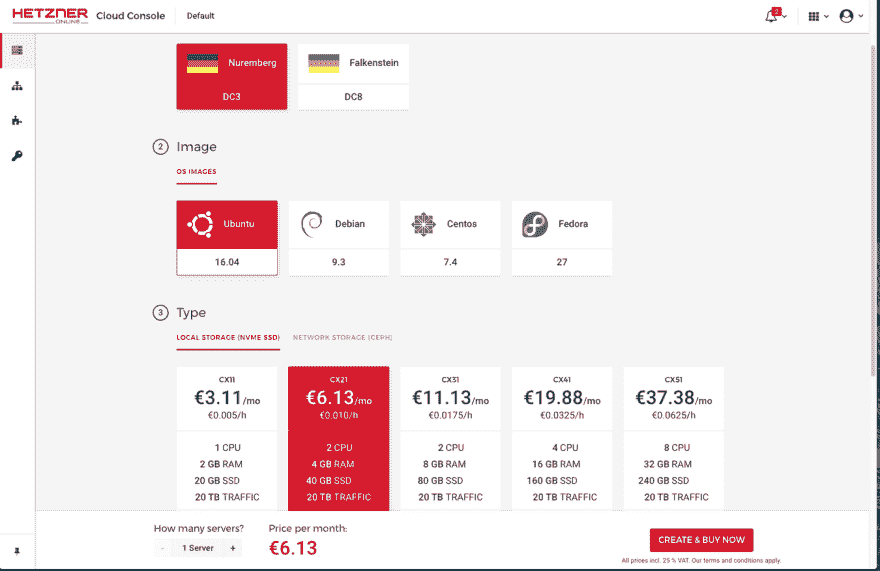 HETZNER
ONLINE
Cloud Console
Default
2
Nuremberg
Falkenstein
DC3
DC8
2 Image
OS IMAGES
Ubuntu
Debian
Centos
Fedora
16.04
9.3
7.4
27
3 Type
LOCAL STORAGE (NVME SSD) NETWORK STORAGE (CEPH)
CX11
€3.11/mo
€0.005/h
1 CPU
2 GB RAM
20 GB SSD
20 TB TRAFFIC
CX21
€6.13/mo
€0.010/h
2 CPU
4 GB RAM
40 GB SSD
20 TB TRAFFIC
CX31
€11.13/mo
€0.0175/h
2 CPU
8 GB RAM
80 GB SSD
20 TB TRAFFIC
CX41
€19.88/mo
€0.0325/h
4 CPU
16 GB RAM
160 GB SSD
20 TB TRAFFIC
CX51
€37.38/mo
€0.0625/h
8 CPU
32 GB RAM
240 GB SSD
20 TB TRAFFIC
How many servers?
- 1 Server +
Price per month:
€6.13
CREATE & BUY NOW
All prices incl. 25 % VAT. Our terms and conditions apply.